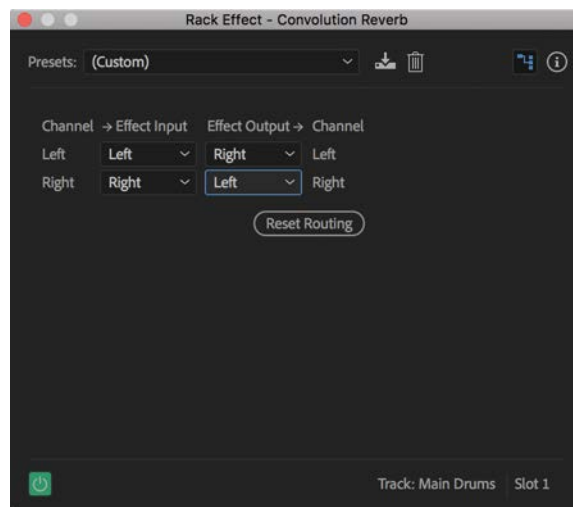 Rack Effect - Convolution Reverb
Presets: (Custom)
Channel → Effect Input Effect Output → Channel
Left Left Right Left
Right Right Left Right
Reset Routing
Track: Main Drums Slot 1